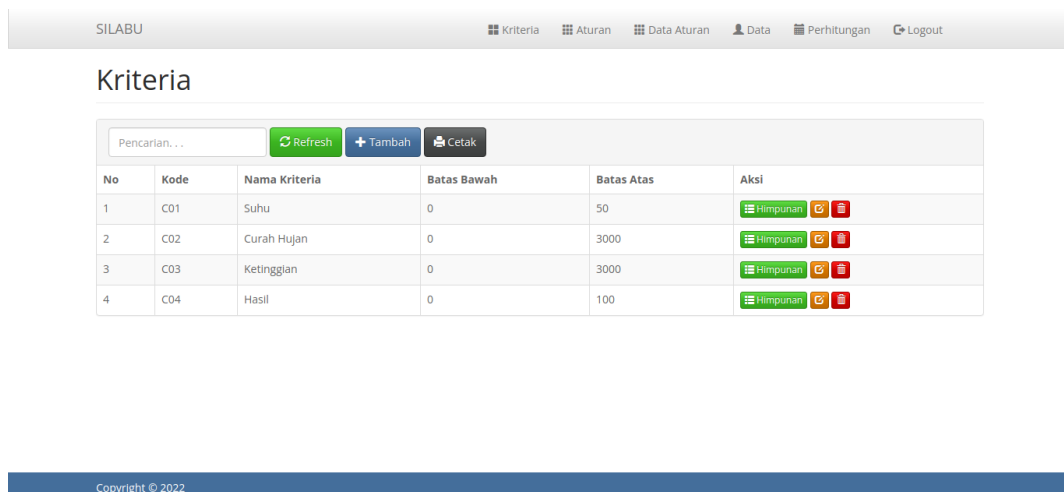 SILABU Kriteria Aturan Data Aturan Data Perhitungan Logout
Kriteria
Pencarian. . . Refresh Tambah Cetak
No Kode Nama Kriteria Batas Bawah Batas Atas Aksi
1 C01 Suhu 0 50 Himpunan
2 C02 Curah Hujan 0 3000 Himpunan
3 C03 Ketinggian 0 3000 Himpunan
4 C04 Hasil 0 100 Himpunan
Copyright © 2022